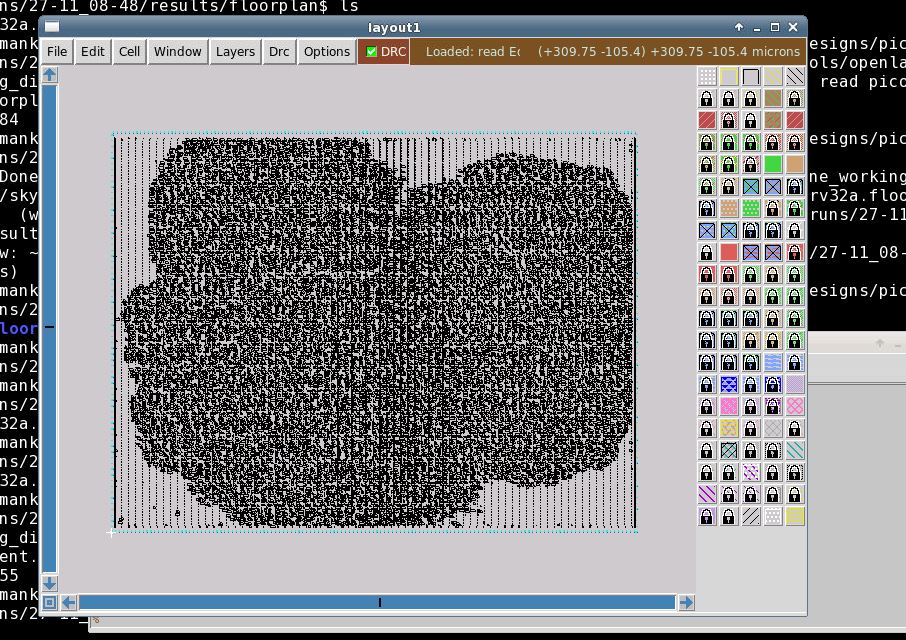 ns/27-11_08-48/results/floorplan$ ls
32a.
layout1
mank
File Edit Cell Window Layers Drc Options DRC Loaded: read Ec (+309.75 -105.4) +309.75 -105.4 microns
esigns/pic
ns/2
ols/openla
g_di
read pico
orpl
84
mank
esigns/pic
ns/2
Done
ne_working
/sky
rv32a.floo
(w
runs/27-11
sult
w: ~
/27-11_08-
s)
mank
esigns/pic
ns/2
loor
mank
ns/2
mank
ns/2
32a.
mank
ns/2
32a.
mank
ns/2
g_di
ent.
55
mank
ns/27-11_